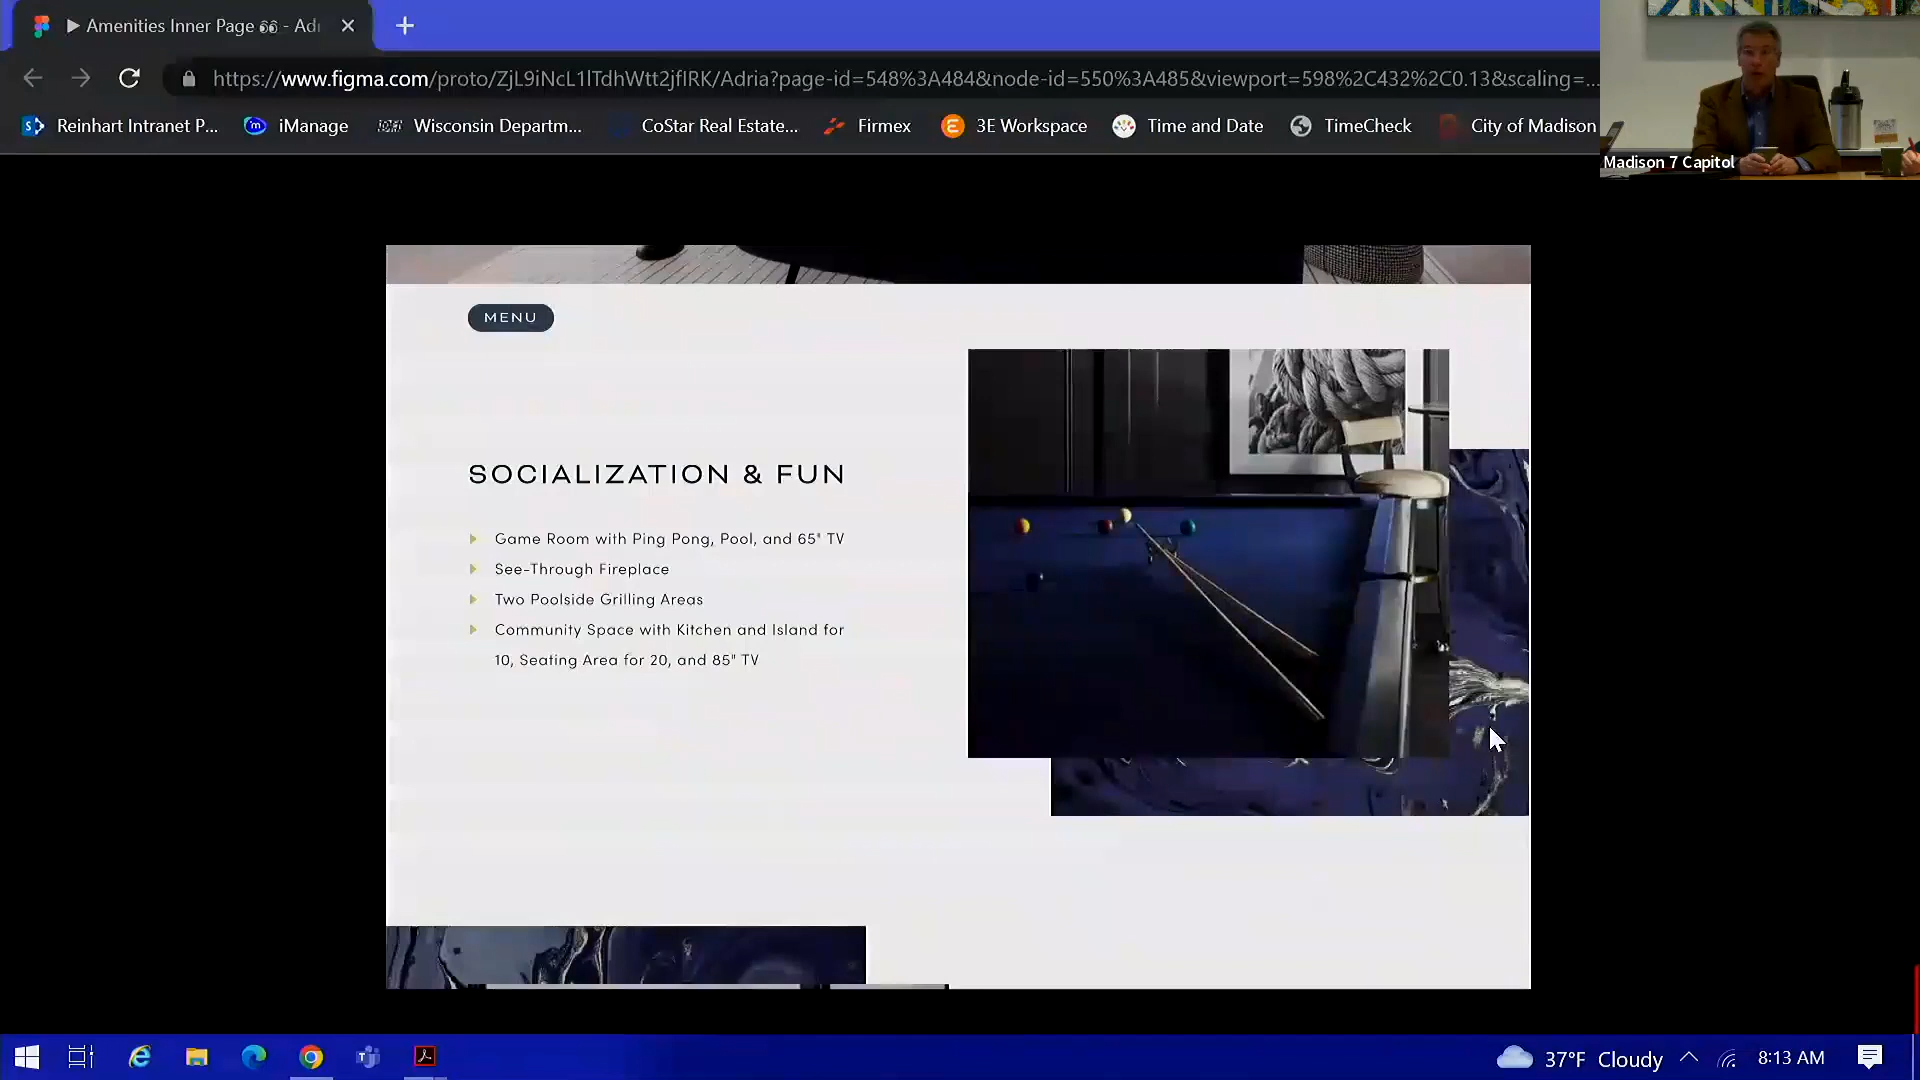 Amenities Inner Page 👀 - Adri
https://www.figma.com/proto/ZjL9iNcL1lTdhWtt2jfIRK/Adria?page-id=548%3A484&node-id=550%3A485&viewport=598%2C432%2C0.13&scaling=...
Reinhart Intranet P...
iManage
Wisconsin Departm...
CoStar Real Estate...
Firmex
3E Workspace
Time and Date
TimeCheck
City of Madison
Madison 7 Capitol
MENU
SOCIALIZATION & FUN
Game Room with Ping Pong, Pool, and 65" TV
See-Through Fireplace
Two Poolside Grilling Areas
Community Space with Kitchen and Island for
10, Seating Area for 20, and 85" TV
37°F Cloudy
8:13 AM